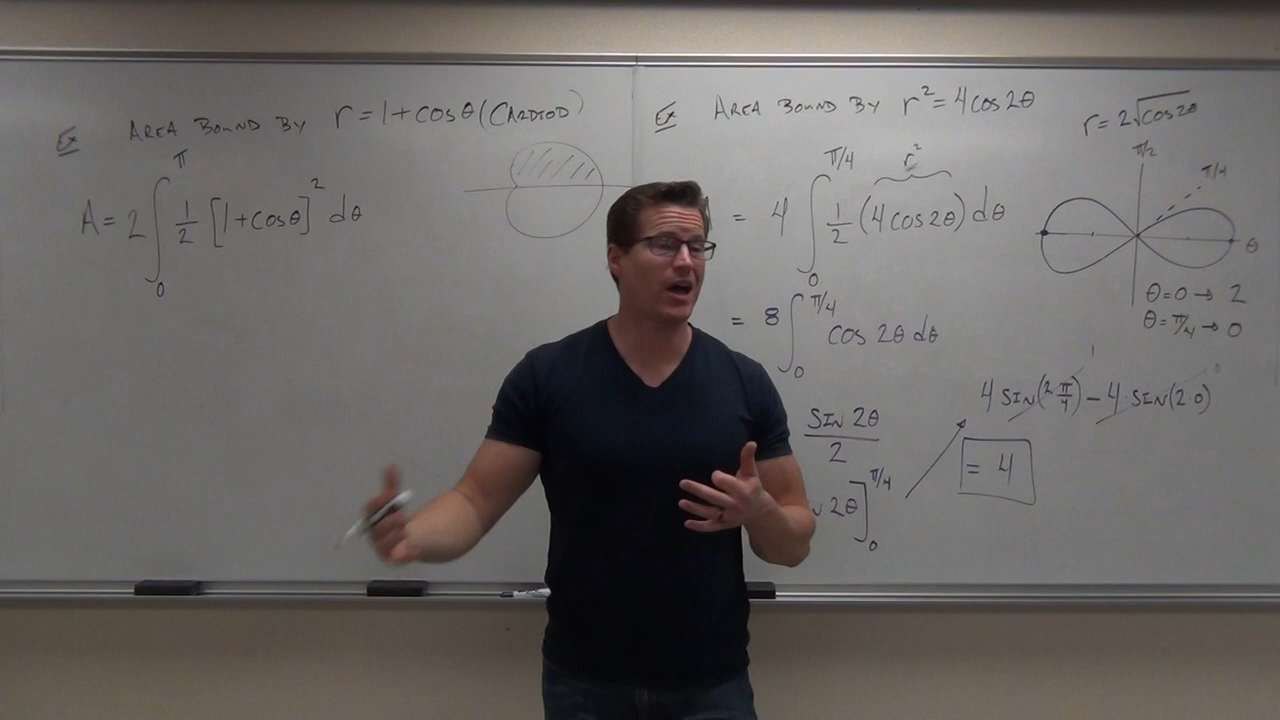 Ex AREA BOUND BY r = 1 + cos θ (CARDIOD)
A = 2 ∫₀^π 1/2 [1 + cos θ]² dθ
Ex AREA BOUND BY r² = 4 cos 2θ
r²
= 4 ∫₀^{π/4} 1/2 (4 cos 2θ) dθ
= 8 ∫₀^{π/4} cos 2θ dθ
SIN 2θ / 2
2θ ]₀^{π/4}
r = 2√cos 2θ
π/2
π/4
θ
θ = 0 → 2
θ = π/4 → 0
1 0
4 SIN(2 π/4) − 4 · SIN(2·0)
= 4